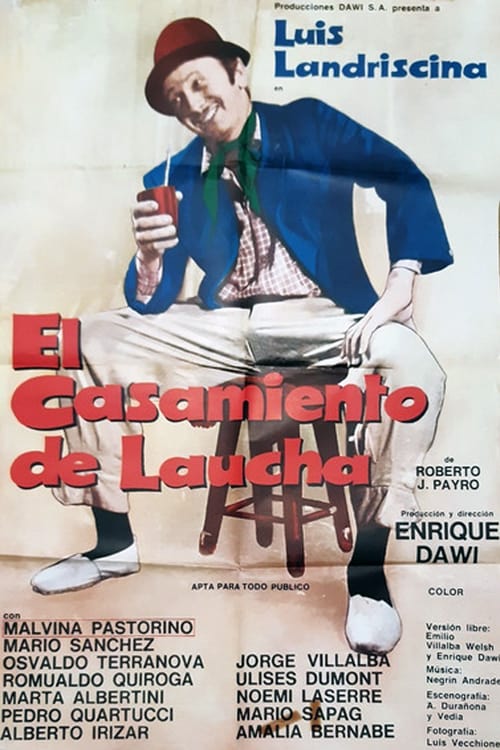 Producciones DAWI S.A. presenta a
Luis
Landriscina
en
El
Casamiento
de Laucha
de
ROBERTO
J. PAYRO
Producción y dirección
ENRIQUE
DAWI
APTA PARA TODO PUBLICO
COLOR
con
MALVINA PASTORINO
MARIO SANCHEZ
OSVALDO TERRANOVA
ROMUALDO QUIROGA
MARTA ALBERTINI
PEDRO QUARTUCCI
ALBERTO IRIZAR
JORGE VILLALBA
ULISES DUMONT
NOEMI LASERRE
MARIO SAPAG
AMALIA BERNABE
Versión libre:
Emilio
Villalba Welsh
y Enrique Dawi
Música:
Negrin Andrade
Escenografía:
A. Durañona
y Vedia
Fotografía:
Luis Vecchione